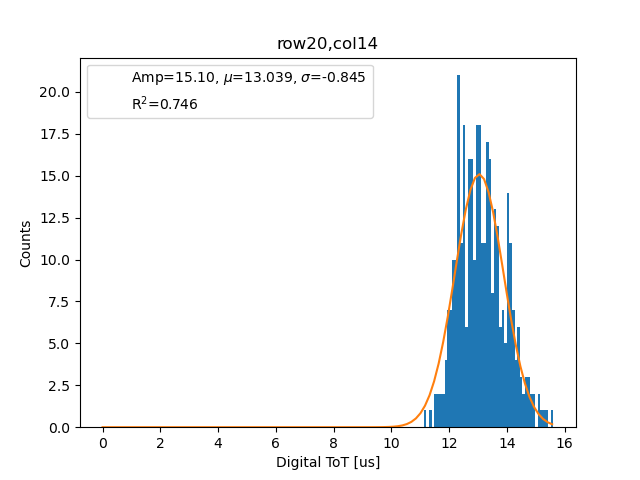 row20,col14
Amp=15.10, μ=13.039, σ=-0.845
R²=0.746
20.0
17.5
15.0
12.5
10.0
7.5
5.0
2.5
0.0
Counts
0 2 4 6 8 10 12 14 16
Digital ToT [us]